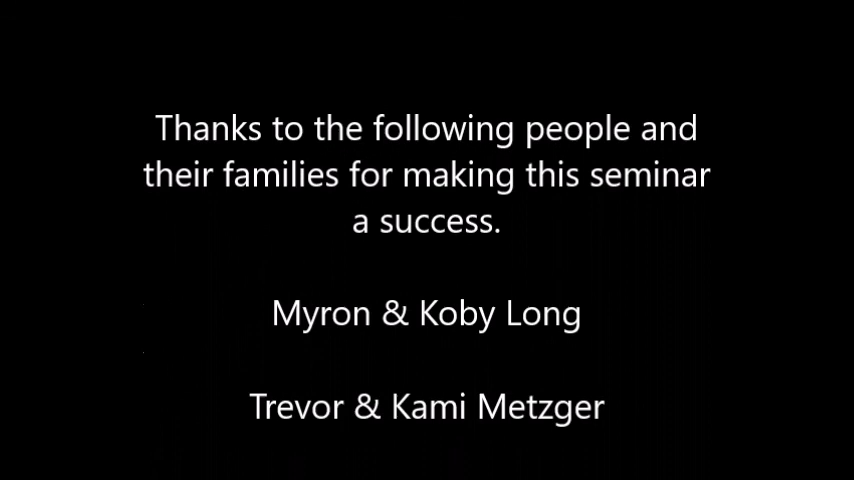 Thanks to the following people and
their families for making this seminar
a success.
Myron & Koby Long
Trevor & Kami Metzger